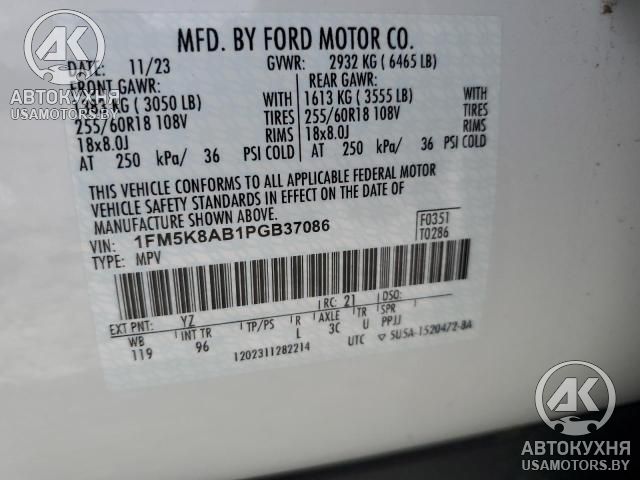 MFD. BY FORD MOTOR CO.
DATE: 11/23 GVWR: 2932 KG ( 6465 LB)
FRONT GAWR: REAR GAWR:
KG ( 3050 LB) WITH 1613 KG ( 3555 LB) WITH
255/60R18 108V TIRES 255/60R18 108V TIRES
18x8.0J RIMS 18x8.0J RIMS
AT 250 kPa/ 36 PSI COLD AT 250 kPa/ 36 PSI COLD
THIS VEHICLE CONFORMS TO ALL APPLICABLE FEDERAL MOTOR
VEHICLE SAFETY STANDARDS IN EFFECT ON THE DATE OF
MANUFACTURE SHOWN ABOVE.
VIN: 1FM5K8AB1PGB37086
TYPE: MPV
F0351
T0286
EXT PNT: YZ RC: 21 DSO:
WB INT TR TP/PS R AXLE TR SPR
119 96 L 3C U PPJJ
1202311282214 UTC ▽ SU5A-1520472-BA
АК
АВТОКУХНЯ
USAMOTORS.BY
АК
АВТОКУХНЯ
USAMOTORS.BY